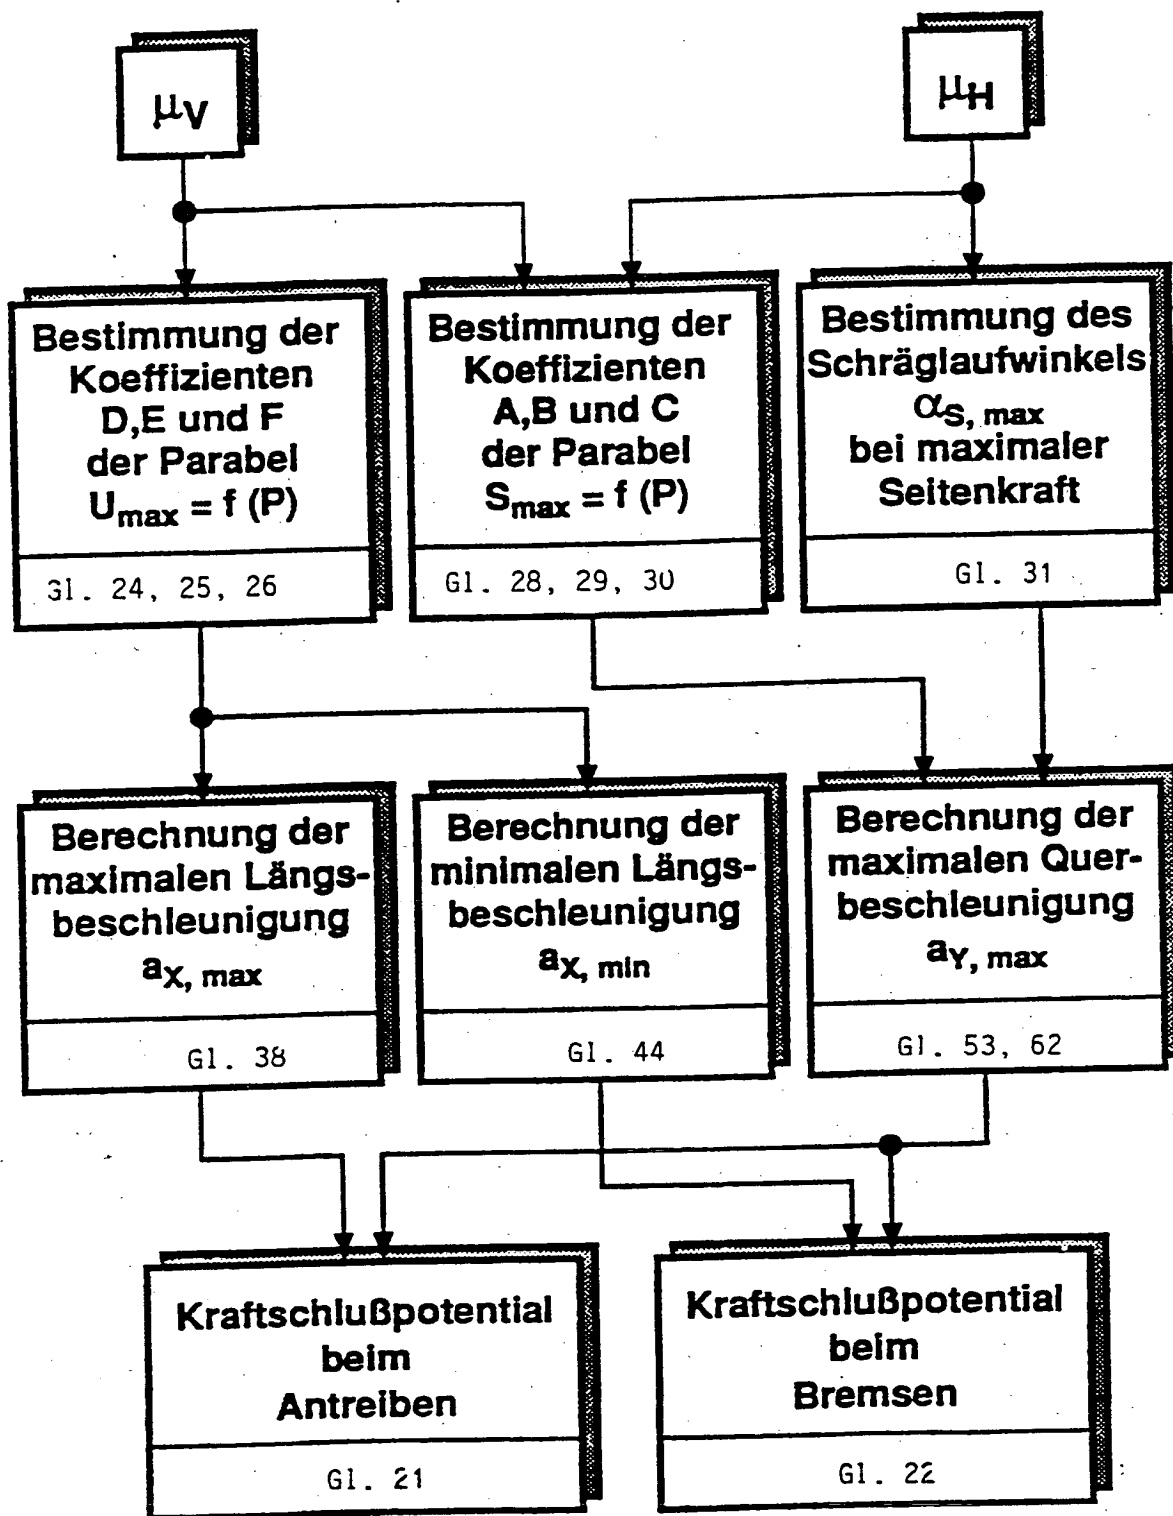 μV
μH
Bestimmung der
Koeffizienten
D,E und F
der Parabel
Umax = f (P)
Gl. 24, 25, 26
Bestimmung der
Koeffizienten
A,B und C
der Parabel
Smax = f (P)
Gl. 28, 29, 30
Bestimmung des
Schräglaufwinkels
αS, max
bei maximaler
Seitenkraft
Gl. 31
Berechnung der
maximalen Längs-
beschleunigung
aX, max
Gl. 38
Berechnung der
minimalen Längs-
beschleunigung
aX, min
Gl. 44
Berechnung der
maximalen Quer-
beschleunigung
aY, max
Gl. 53, 62
Kraftschlußpotential
beim
Antreiben
Gl. 21
Kraftschlußpotential
beim
Bremsen
Gl. 22